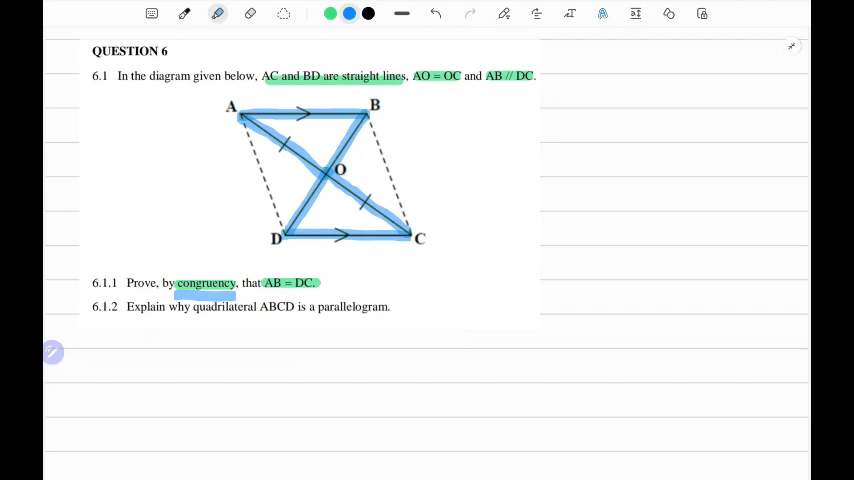 QUESTION 6
6.1 In the diagram given below, AC and BD are straight lines, AO = OC and AB // DC.
A
B
O
D
C
6.1.1 Prove, by congruency, that AB = DC.
6.1.2 Explain why quadrilateral ABCD is a parallelogram.